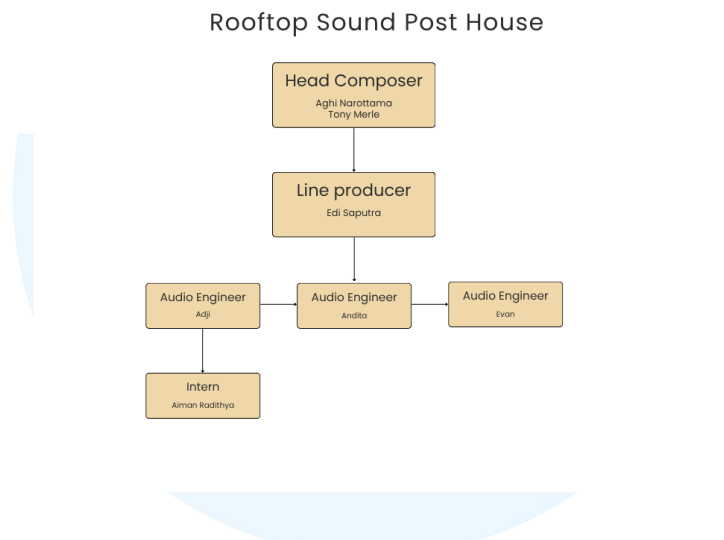 Rooftop Sound Post House
Head Composer
Aghi Narottama
Tony Merle
Line producer
Edi Saputra
Audio Engineer
Adji
Audio Engineer
Andita
Audio Engineer
Evan
Intern
Aiman Radithya